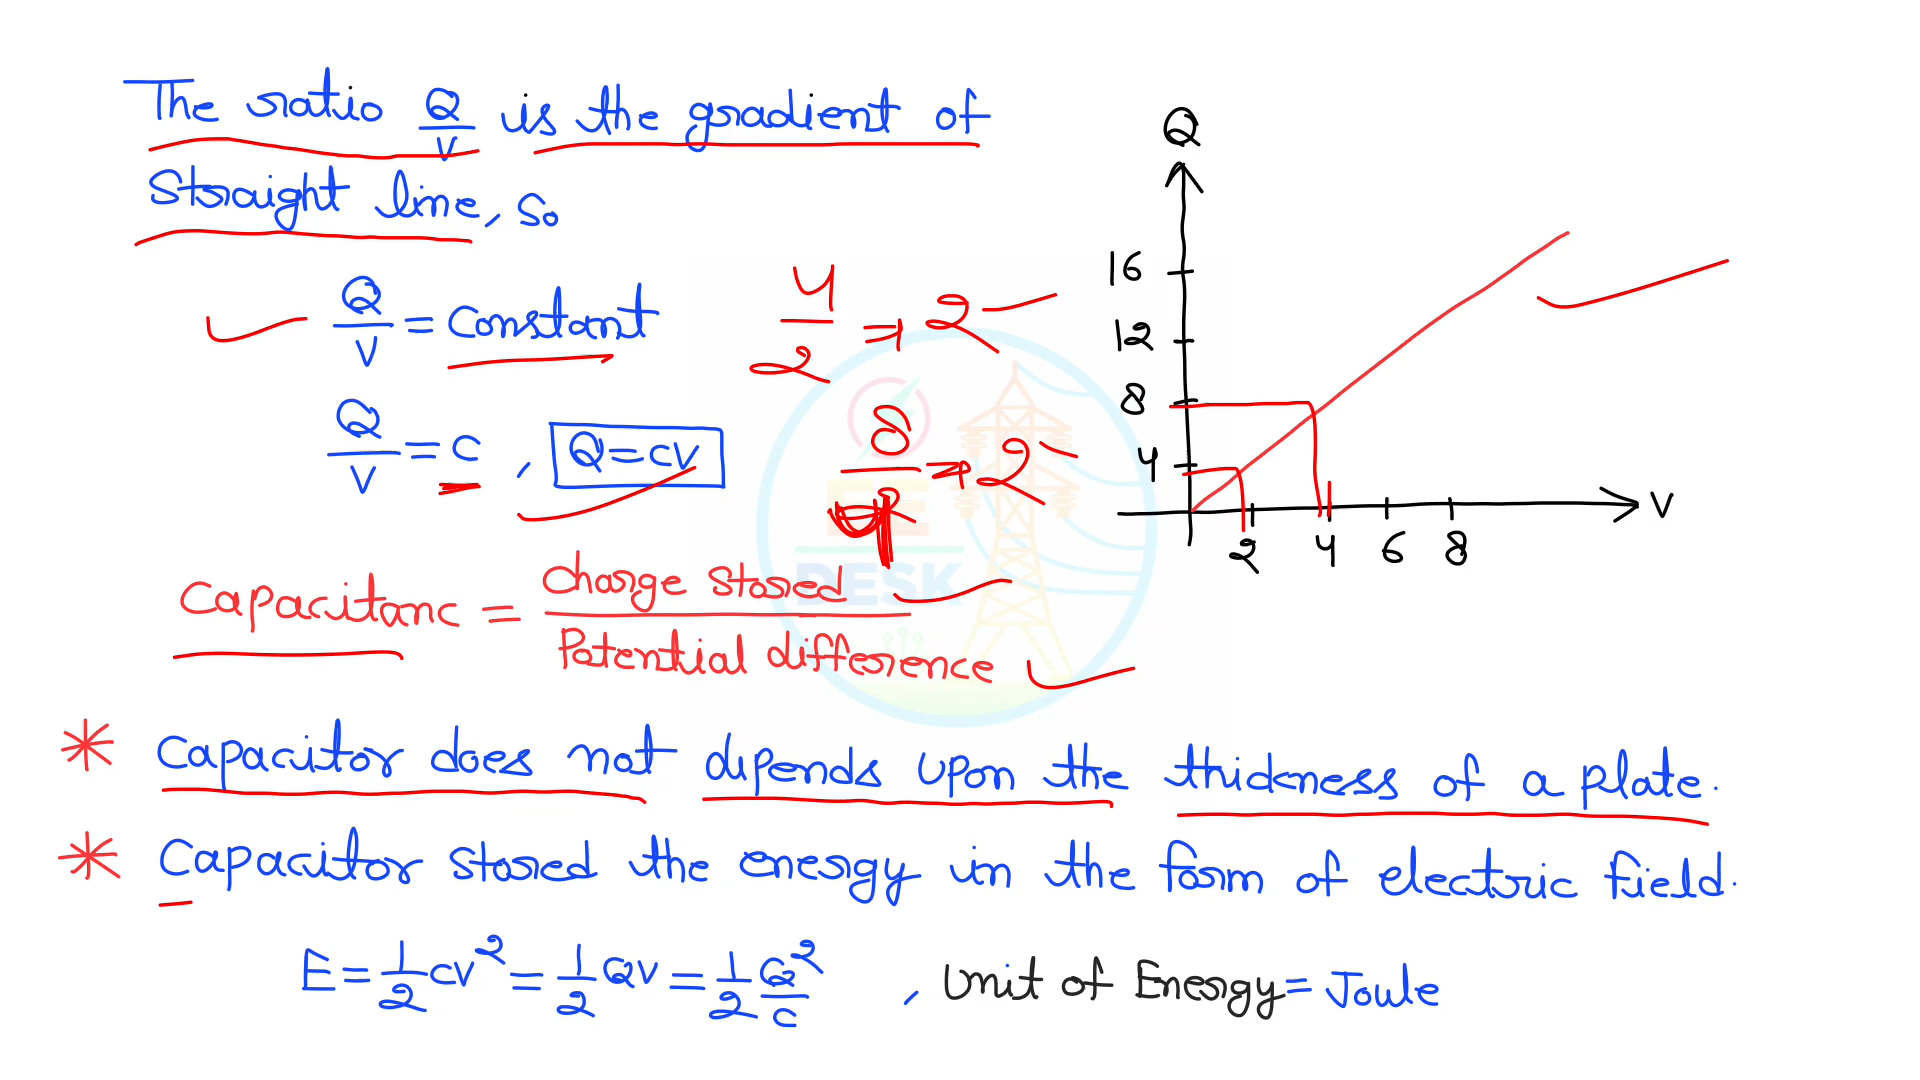 The ratio Q/V is the gradient of
Straight line, so
Q/V = Constant
4/2 ⇒ 2
Q/V = C , Q = CV
8/4 ⇒ 2
Capacitanc = Charge Stored / Potential difference
* Capacitor does not dipends upon the thickness of a plate.
* Capacitor stored the energy in the form of electric field.
E = 1/2 CV² = 1/2 QV = 1/2 Q²/C , Unit of Energy = Joule
Q
16
12
8
4
2 4 6 8
V
EE
DESK